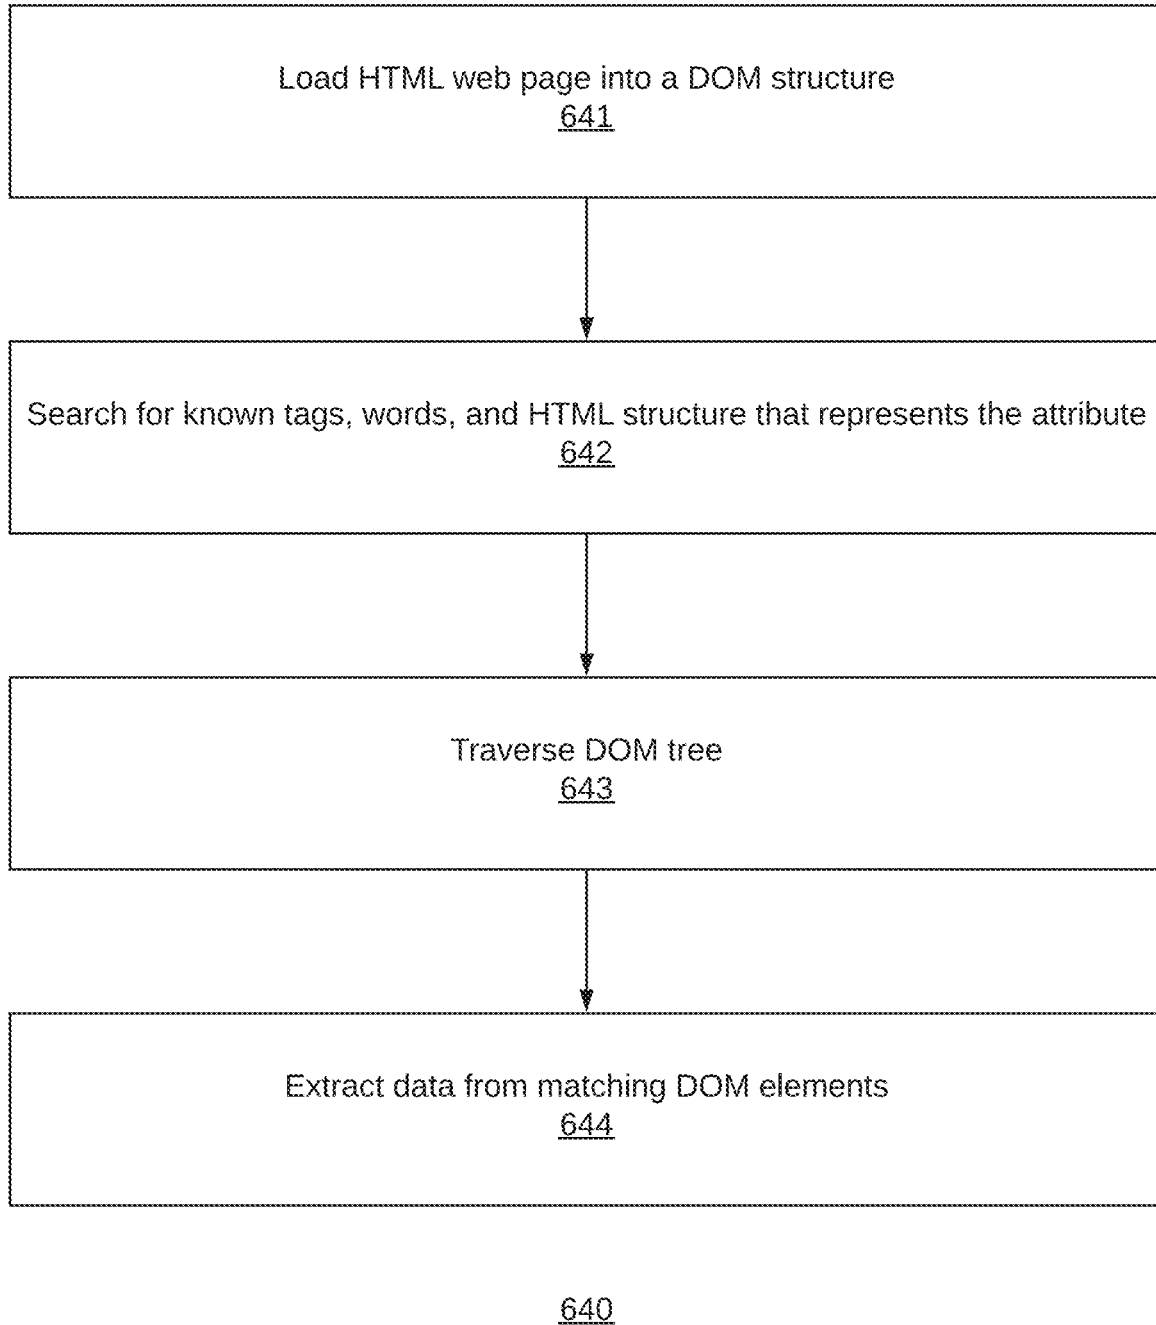 Load HTML web page into a DOM structure
641
Search for known tags, words, and HTML structure that represents the attribute
642
Traverse DOM tree
643
Extract data from matching DOM elements
644
640